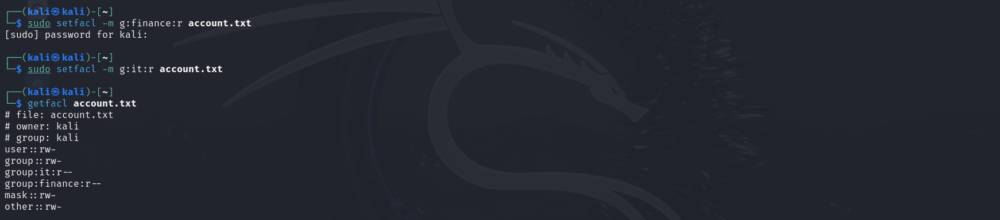 ┌──(kali㉿kali)-[~]
└─$ sudo setfacl -m g:finance:r account.txt
[sudo] password for kali:
┌──(kali㉿kali)-[~]
└─$ sudo setfacl -m g:it:r account.txt
┌──(kali㉿kali)-[~]
└─$ getfacl account.txt
# file: account.txt
# owner: kali
# group: kali
user::rw-
group::rw-
group:it:r--
group:finance:r--
mask::rw-
other::rw-